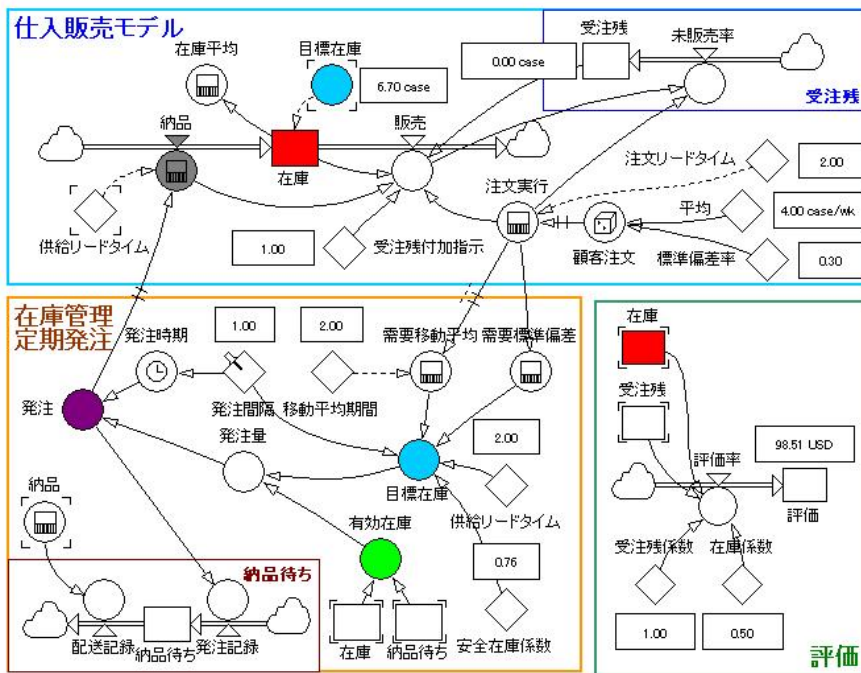 仕入販売モデル
在庫平均
目標在庫
受注残
未販売率
0.00 case
6.70 case
受注残
納品
販売
在庫
注文実行
注文リードタイム
2.00
平均
4.00 case/wk
供給リードタイム
1.00
受注残付加指示
顧客注文
標準偏差率
0.30
在庫管理
定期発注
発注時期
1.00
2.00
需要移動平均
需要標準偏差
発注
発注間隔
移動平均期間
発注量
2.00
目標在庫
納品
有効在庫
供給リードタイム
0.76
納品待ち
配送記録
納品待ち
発注記録
在庫
納品待ち
安全在庫係数
在庫
受注残
98.51 USD
評価率
評価
受注残係数
在庫係数
1.00
0.50
評価